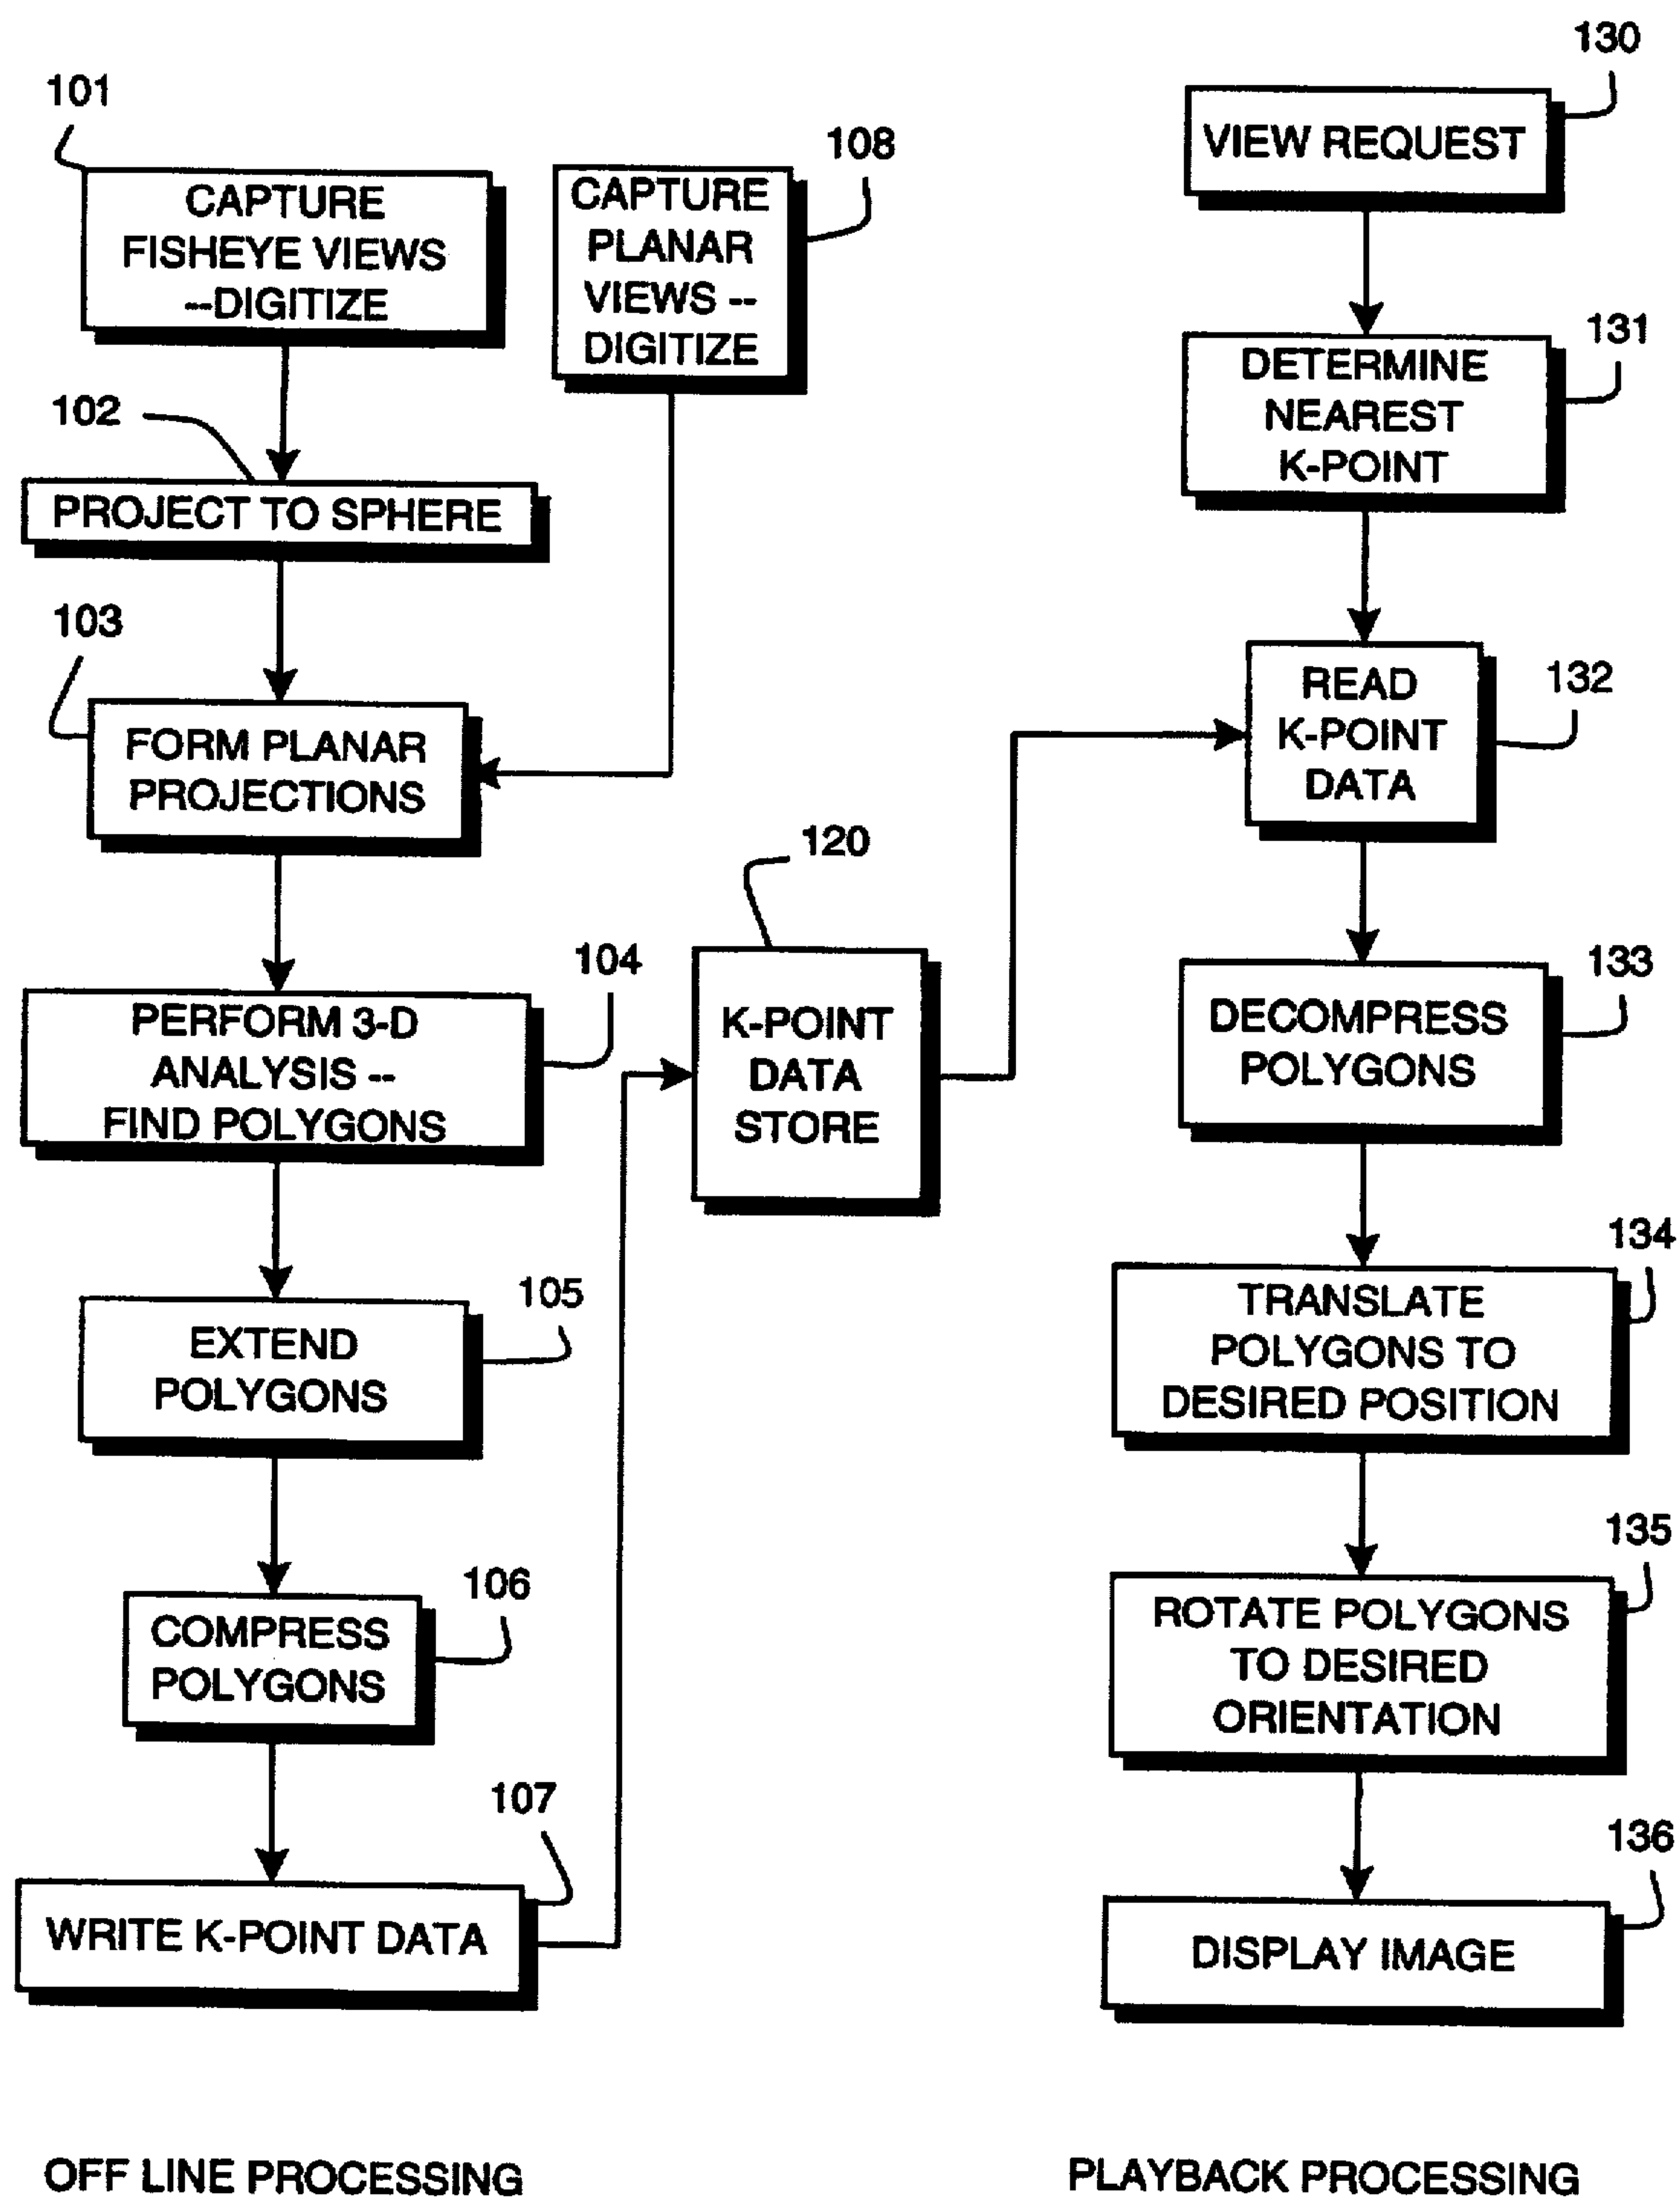 101
CAPTURE
FISHEYE VIEWS
--DIGITIZE
108
CAPTURE
PLANAR
VIEWS --
DIGITIZE
102
PROJECT TO SPHERE
103
FORM PLANAR
PROJECTIONS
104
PERFORM 3-D
ANALYSIS --
FIND POLYGONS
105
EXTEND
POLYGONS
106
COMPRESS
POLYGONS
107
WRITE K-POINT DATA
120
K-POINT
DATA
STORE
130
VIEW REQUEST
131
DETERMINE
NEAREST
K-POINT
132
READ
K-POINT
DATA
133
DECOMPRESS
POLYGONS
134
TRANSLATE
POLYGONS TO
DESIRED POSITION
135
ROTATE POLYGONS
TO DESIRED
ORIENTATION
136
DISPLAY IMAGE
OFF LINE PROCESSING
PLAYBACK PROCESSING